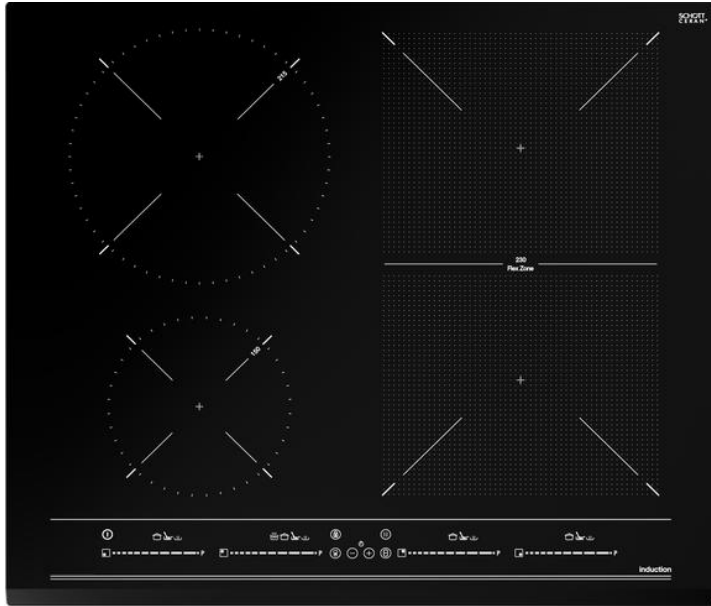 SCHOTT
CERAN®
215
230
Flex Zone
150
P P P P
induction